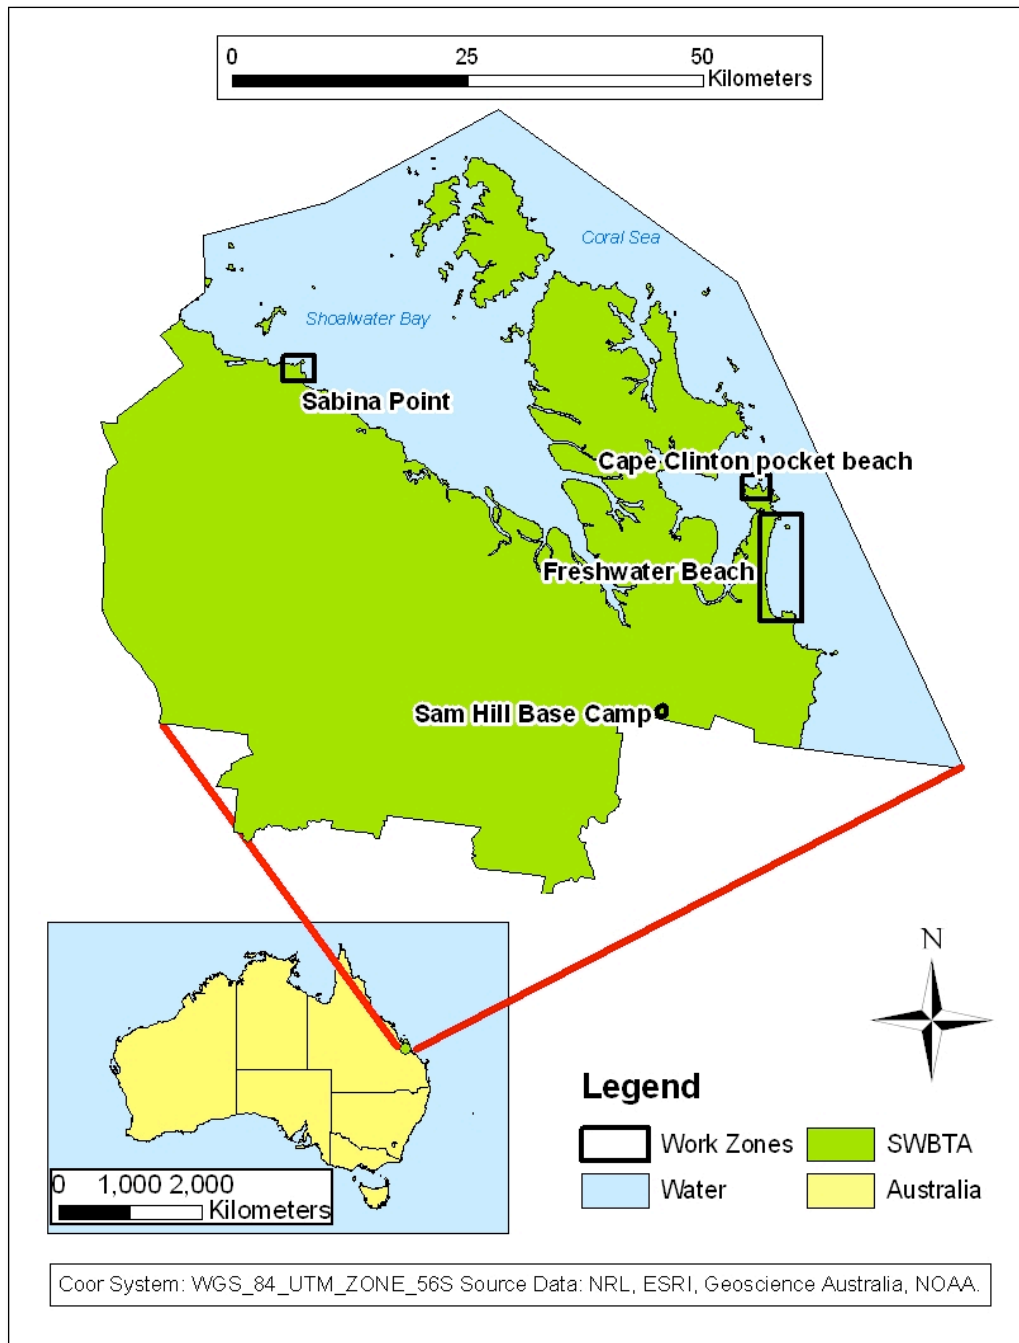 0 25 50
Kilometers
Coral Sea
Shoalwater Bay
Sabina Point
Cape Clinton pocket beach
Freshwater Beach
Sam Hill Base Camp
N
Legend
Work Zones
SWBTA
Water
Australia
0 1,000 2,000
Kilometers
Coor System: WGS_84_UTM_ZONE_56S Source Data: NRL, ESRI, Geoscience Australia, NOAA.